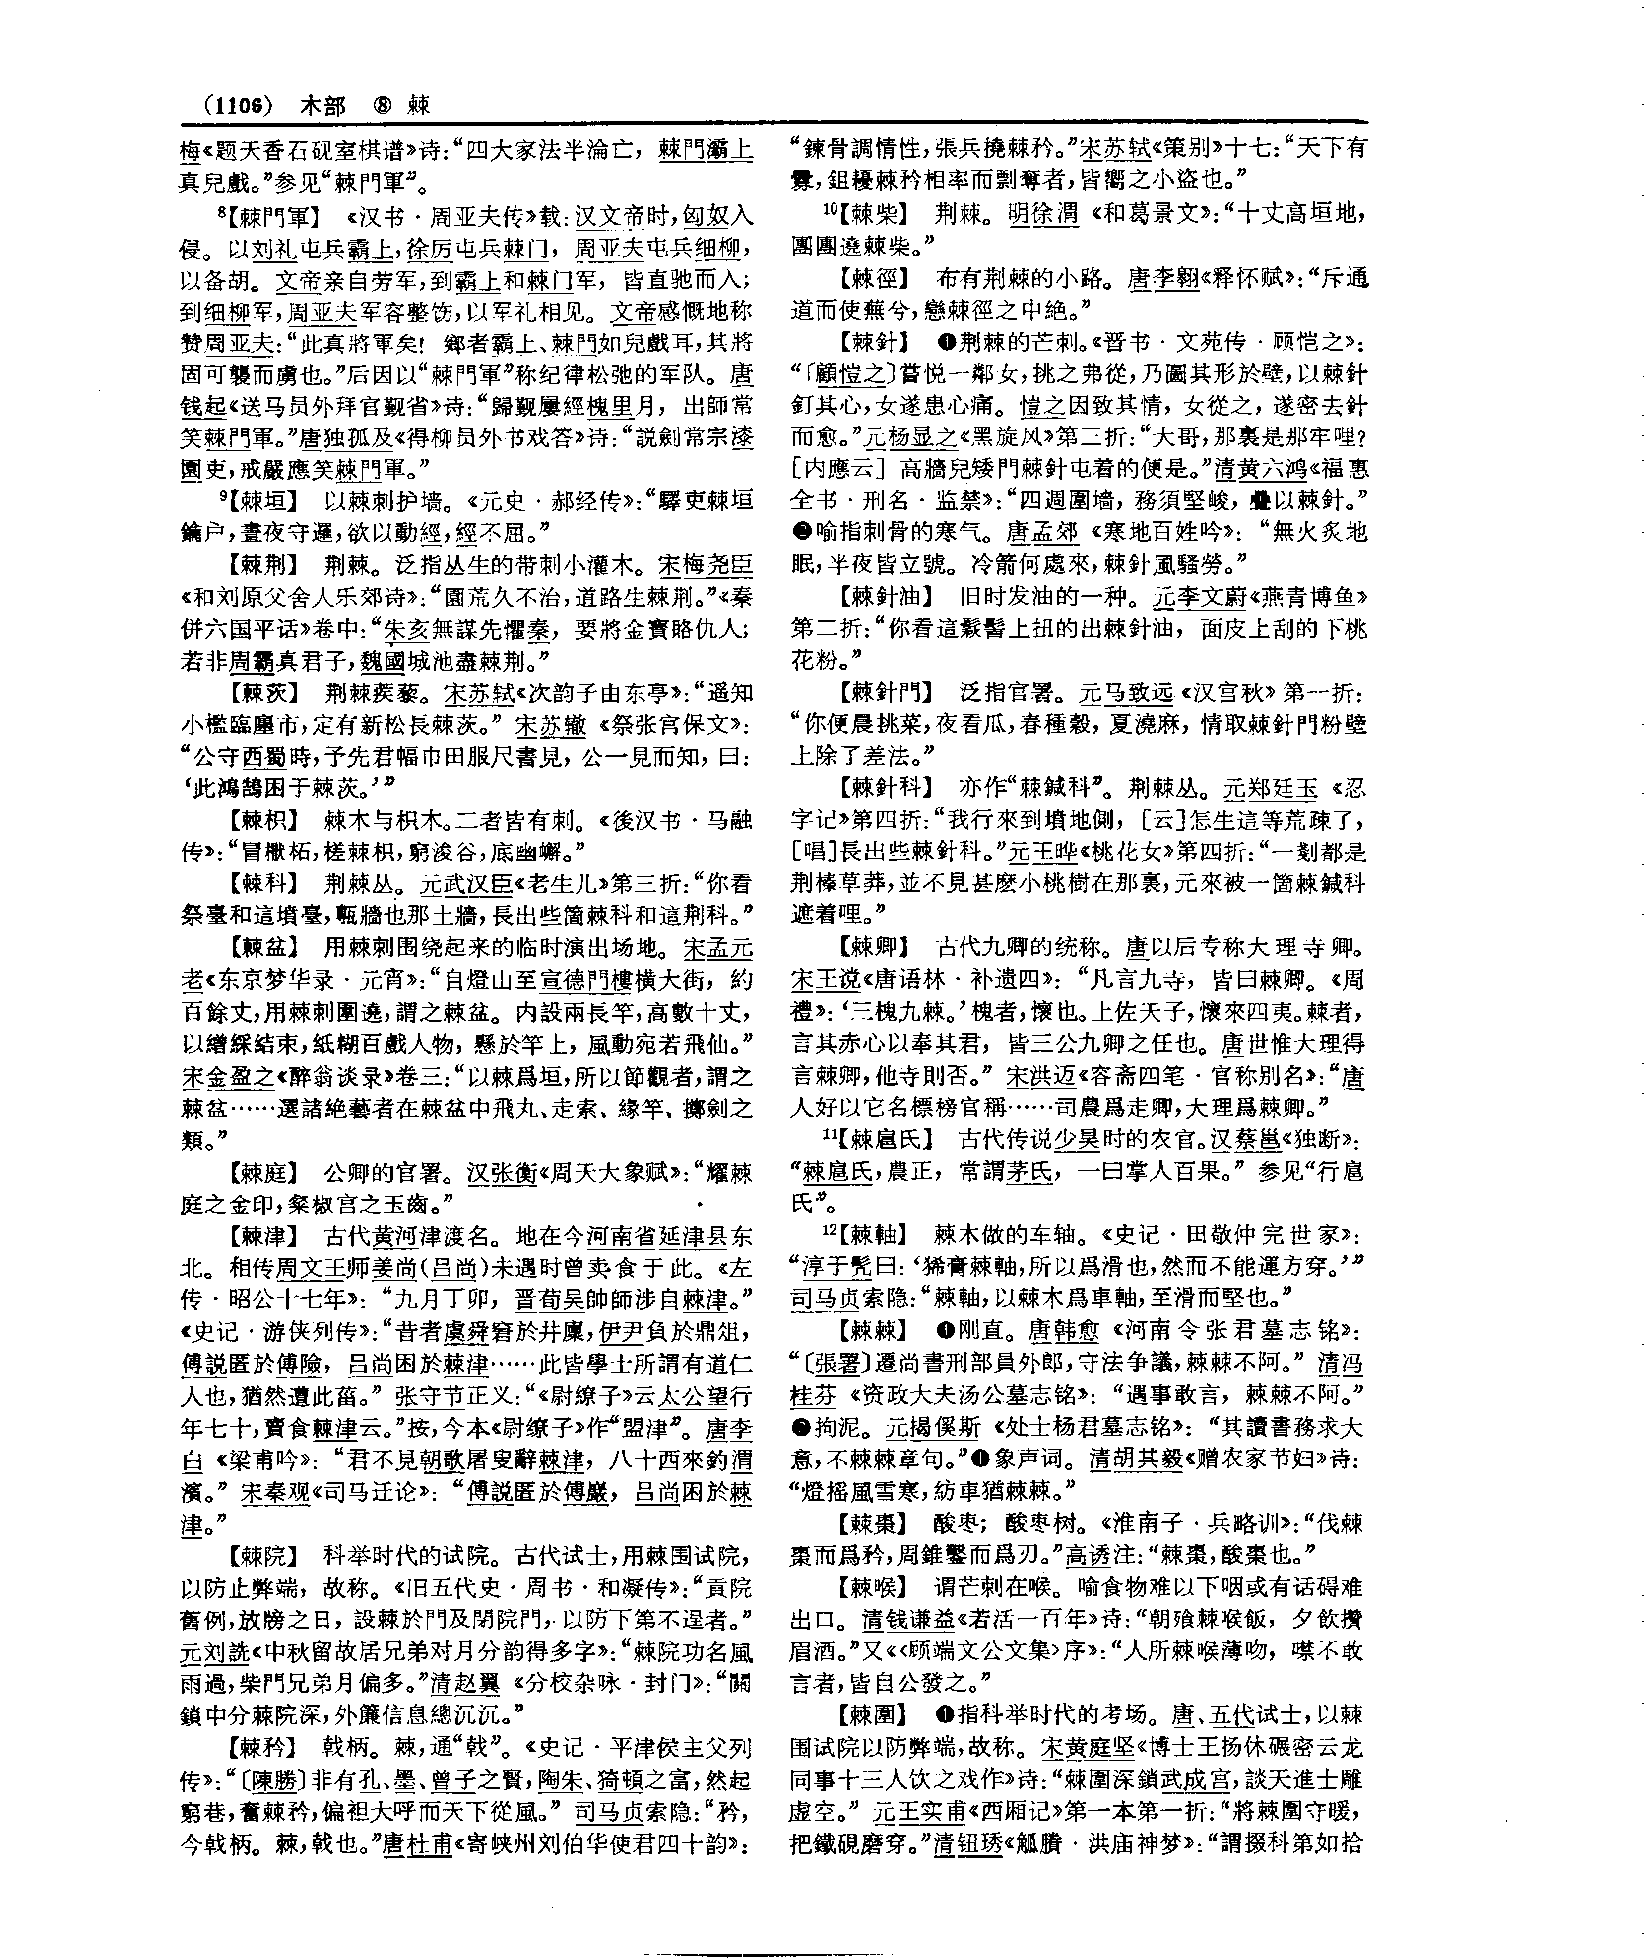 (1106) 木部 ⑧ 棘
梅《题天香石砚室棋谱》诗：“四大家法半淪亡，棘門灞上
真兒戲。”参见“棘門軍”。
⁸【棘門軍】 《汉书·周亚夫传》载：汉文帝时，匈奴入
侵。以刘礼屯兵霸上，徐厉屯兵棘门，周亚夫屯兵细柳，
以备胡。文帝亲自劳军，到霸上和棘门军，皆直驰而入；
到细柳军，周亚夫军容整饬，以军礼相见。文帝感慨地称
赞周亚夫：“此真將軍矣！鄉者霸上、棘門如兒戲耳，其將
固可襲而虜也。”后因以“棘門軍”称纪律松弛的军队。唐
钱起《送马员外拜官觐省》诗：“歸覲屢經槐里月，出師常
笑棘門軍。”唐独孤及《得柳员外书戏答》诗：“説劍常宗漆
園吏，戒嚴應笑棘門軍。”
⁹【棘垣】 以棘刺护墙。《元史·郝经传》：“驛吏棘垣
鑰户，晝夜守邏，欲以動經，經不屈。”
【棘荆】 荆棘。泛指丛生的带刺小灌木。宋梅尧臣
《和刘原父舍人乐郊诗》：“園荒久不治，道路生棘荆。”《秦
併六国平话》卷中：“朱亥無謀先懼秦，要將金寶賂仇人；
若非周霸真君子，魏國城池盡棘荆。”
【棘茨】 荆棘蒺藜。宋苏轼《次韵子由东亭》：“遥知
小檻臨廛市，定有新松長棘茨。”宋苏辙《祭张宫保文》：
“公守西蜀時，予先君幅巾田服尺書見，公一見而知，曰：
‘此鴻鵠困于棘茨。’”
【棘枳】 棘木与枳木。二者皆有刺。《後汉书·马融
传》：“冒樕柘，槎棘枳，窮浚谷，底幽嶰。”
【棘科】 荆棘丛。元武汉臣《老生儿》第三折：“你看
祭臺和這墳臺，甎牆也那土牆，長出些箇棘科和這荆科。”
【棘盆】 用棘刺围绕起来的临时演出场地。宋孟元
老《东京梦华录·元宵》：“自燈山至宣德門樓横大街，約
百餘丈，用棘刺圍遶，謂之棘盆。内設兩長竿，高數十丈，
以繒綵結束，紙糊百戲人物，懸於竿上，風動宛若飛仙。”
宋金盈之《醉翁谈录》卷三：“以棘爲垣，所以節觀者，謂之
棘盆……選諸絶藝者在棘盆中飛丸、走索、緣竿、擲劍之
類。”
【棘庭】 公卿的官署。汉张衡《周天大象赋》：“耀棘
庭之金印，粲椒宫之玉齒。”
【棘津】 古代黄河津渡名。地在今河南省延津县东
北。相传周文王师姜尚（吕尚）未遇时曾卖食于此。《左
传·昭公十七年》：“九月丁卯，晋荀吴帥師涉自棘津。”
《史记·游侠列传》：“昔者虞舜窘於井廩，伊尹負於鼎俎，
傅説匿於傅險，吕尚困於棘津……此皆學士所謂有道仁
人也，猶然遭此菑。”张守节正义：“《尉缭子》云太公望行
年七十，賣食棘津云。”按，今本《尉缭子》作“盟津”。唐李
白《梁甫吟》：“君不見朝歌屠叟辭棘津，八十西來釣渭
濱。”宋秦观《司马迁论》：“傅説匿於傅巖，吕尚困於棘
津。”
【棘院】 科举时代的试院。古代试士，用棘围试院，
以防止弊端，故称。《旧五代史·周书·和凝传》：“貢院
舊例，放牓之日，設棘於門及閉院門，以防下第不逞者。”
元刘詵《中秋留故居兄弟对月分韵得多字》：“棘院功名風
雨過，柴門兄弟月偏多。”清赵翼《分校杂咏·封门》：“關
鎖中分棘院深，外簾信息總沉沉。”
【棘矜】 戟柄。棘，通“戟”。《史记·平津侯主父列
传》：“〔陳勝〕非有孔、墨、曾子之賢，陶朱、猗頓之富，然起
窮巷，奮棘矜，偏袒大呼而天下從風。”司马贞索隐：“矜，
今戟柄。棘，戟也。”唐杜甫《寄峡州刘伯华使君四十韵》：
“鍊骨調情性，張兵撓棘矜。”宋苏轼《策别》十七：“天下有
釁，鉏耰棘矜相率而剽奪者，皆嚮之小盜也。”
¹⁰【棘柴】 荆棘。明徐渭《和葛景文》：“十丈高垣地，
團團遶棘柴。”
【棘徑】 布有荆棘的小路。唐李翱《释怀赋》：“斥通
道而使蕪兮，戀棘徑之中絶。”
【棘針】 ❶荆棘的芒刺。《晋书·文苑传·顾恺之》：
“〔顧愷之〕嘗悦一鄰女，挑之弗從，乃圖其形於壁，以棘針
釘其心，女遂患心痛。愷之因致其情，女從之，遂密去針
而愈。”元杨显之《黑旋风》第三折：“大哥，那裏是那牢哩？
［内應云］高牆兒矮門棘針屯着的便是。”清黄六鸿《福惠
全书·刑名·监禁》：“四週圍墙，務須堅峻，疊以棘針。”
❷喻指刺骨的寒气。唐孟郊《寒地百姓吟》：“無火炙地
眠，半夜皆立號。冷箭何處來，棘針風騷勞。”
【棘針油】 旧时发油的一种。元李文蔚《燕青博鱼》
第二折：“你看這鬏髻上扭的出棘針油，面皮上刮的下桃
花粉。”
【棘針門】 泛指官署。元马致远《汉宫秋》第一折：
“你便晨挑菜，夜看瓜，春種穀，夏澆麻，情取棘針門粉壁
上除了差法。”
【棘針科】 亦作“棘鍼科”。荆棘丛。元郑廷玉《忍
字记》第四折：“我行來到墳地側，［云］怎生這等荒疎了，
［唱］長出些棘針科。”元王晔《桃花女》第四折：“一剗都是
荆榛草莽，並不見甚麽小桃樹在那裏，元來被一箇棘鍼科
遮着哩。”
【棘卿】 古代九卿的统称。唐以后专称大理寺卿。
宋王谠《唐语林·补遗四》：“凡言九寺，皆曰棘卿。《周
禮》：‘三槐九棘。’槐者，懷也。上佐天子，懷來四夷。棘者，
言其赤心以奉其君，皆三公九卿之任也。唐世惟大理得
言棘卿，他寺則否。”宋洪迈《容斋四笔·官称别名》：“唐
人好以它名標榜官稱……司農爲走卿，大理爲棘卿。”
¹¹【棘扈氏】 古代传说少昊时的农官。汉蔡邕《独断》：
“棘扈氏，農正，常謂茅氏，一曰掌人百果。”参见“行扈
氏”。
¹²【棘軸】 棘木做的车轴。《史记·田敬仲完世家》：
“淳于髡曰：‘狶膏棘軸，所以爲滑也，然而不能運方穿。’”
司马贞索隐：“棘軸，以棘木爲車軸，至滑而堅也。”
【棘棘】 ❶刚直。唐韩愈《河南令张君墓志铭》：
“〔張署〕遷尚書刑部員外郎，守法争議，棘棘不阿。”清冯
桂芬《资政大夫汤公墓志铭》：“遇事敢言，棘棘不阿。”
❷拘泥。元揭傒斯《处士杨君墓志铭》：“其讀書務求大
意，不棘棘章句。”❸象声词。清胡其毅《赠农家节妇》诗：
“燈摇風雪寒，紡車猶棘棘。”
【棘棗】 酸枣；酸枣树。《淮南子·兵略训》：“伐棘
棗而爲矜，周錐鑿而爲刃。”高诱注：“棘棗，酸棗也。”
【棘喉】 谓芒刺在喉。喻食物难以下咽或有话碍难
出口。清钱谦益《若活一百年》诗：“朝飱棘喉飯，夕飲攢
眉酒。”又《〈顾端文公文集〉序》：“人所棘喉薄吻，噤不敢
言者，皆自公發之。”
【棘圍】 ❶指科举时代的考场。唐、五代试士，以棘
围试院以防弊端，故称。宋黄庭坚《博士王扬休碾密云龙
同事十三人饮之戏作》诗：“棘圍深鎖武成宫，談天進士雕
虚空。”元王实甫《西厢记》第一本第一折：“將棘圍守暖，
把鐵硯磨穿。”清钮琇《觚賸·洪庙神梦》：“謂掇科第如拾